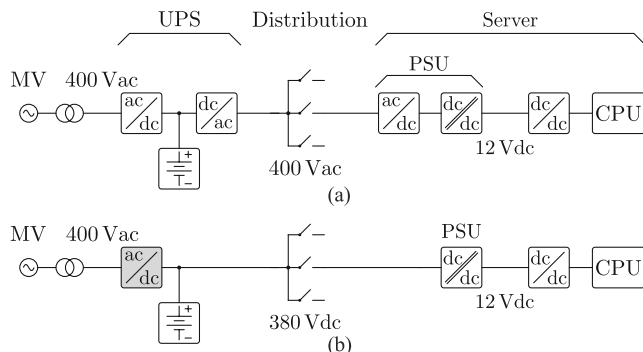 UPS Distribution Server
PSU
MV 400 Vac
ac dc dc ac ac dc dc dc dc dc CPU
+ −
12 Vdc
400 Vac
(a)
MV 400 Vac PSU
ac dc dc dc dc dc CPU
+ −
12 Vdc
380 Vdc
(b)